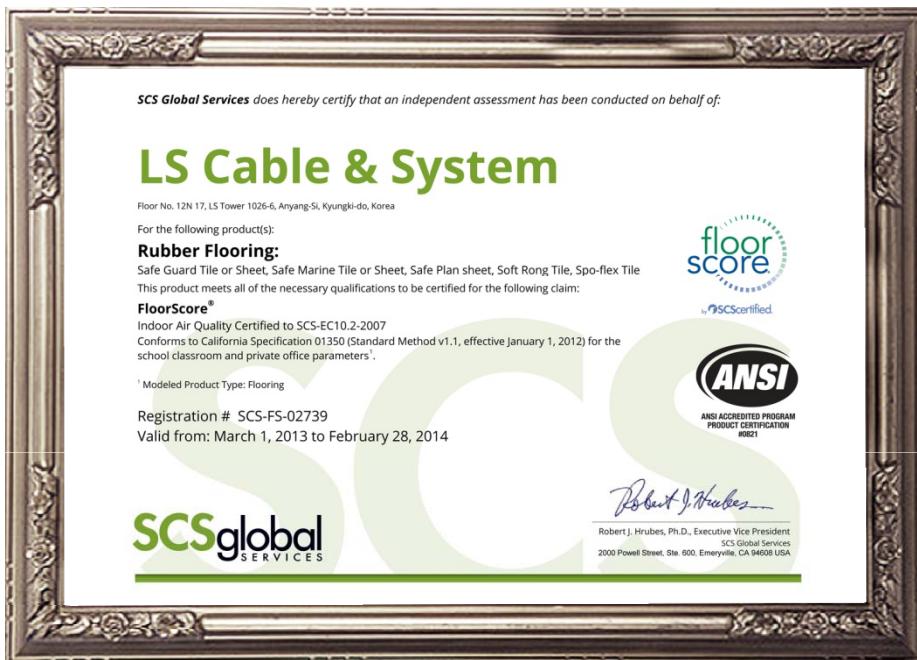 SCS Global Services does hereby certify that an independent assessment has been conducted on behalf of:
LS Cable & System
Floor No. 12N 17, LS Tower 1026-6, Anyang-Si, Kyungki-do, Korea
For the following product(s):
Rubber Flooring:
Safe Guard Tile or Sheet, Safe Marine Tile or Sheet, Safe Plan sheet, Soft Rong Tile, Spo-flex Tile
This product meets all of the necessary qualifications to be certified for the following claim:
FloorScore®
Indoor Air Quality Certified to SCS-EC10.2-2007
Conforms to California Specification 01350 (Standard Method v1.1, effective January 1, 2012) for the
school classroom and private office parameters¹.
¹ Modeled Product Type: Flooring
Registration # SCS-FS-02739
Valid from: March 1, 2013 to February 28, 2014
floor
score
by SCScertified.
ANSI
ANSI ACCREDITED PROGRAM
PRODUCT CERTIFICATION
#0821
SCS
SCSglobal
SERVICES
Robert J. Hrubes
Robert J. Hrubes, Ph.D., Executive Vice President
SCS Global Services
2000 Powell Street, Ste. 600, Emeryville, CA 94608 USA